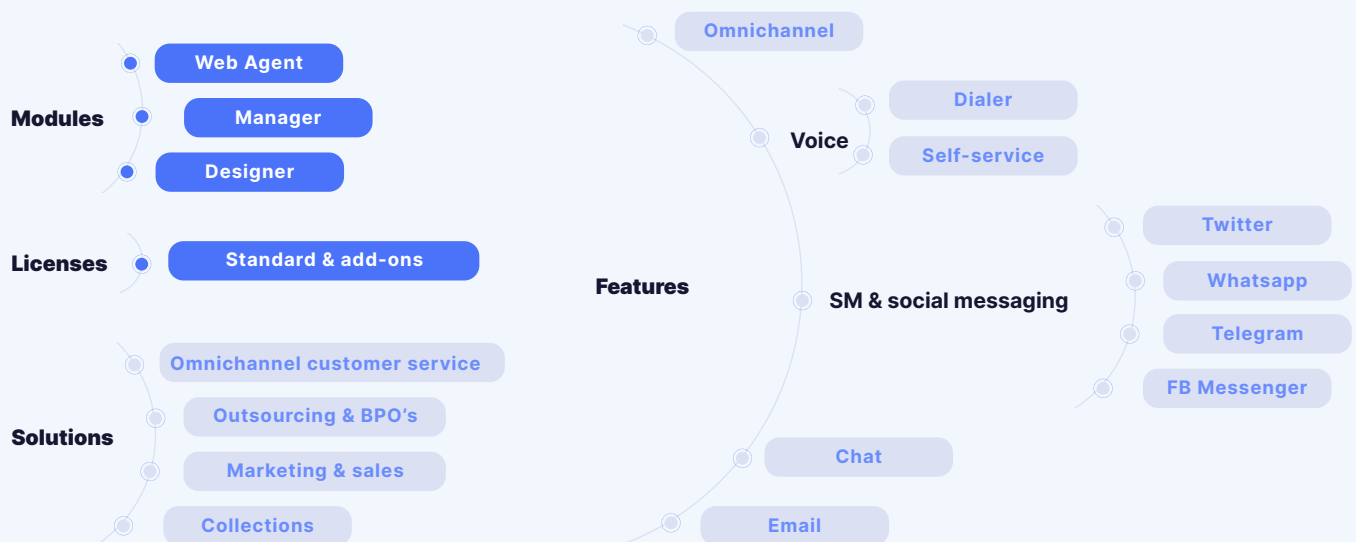 Modules
Web Agent
Manager
Designer
Licenses
Standard & add-ons
Solutions
Omnichannel customer service
Outsourcing & BPO’s
Marketing & sales
Collections
Features
Omnichannel
Voice
Dialer
Self-service
SM & social messaging
Twitter
Whatsapp
Telegram
FB Messenger
Chat
Email